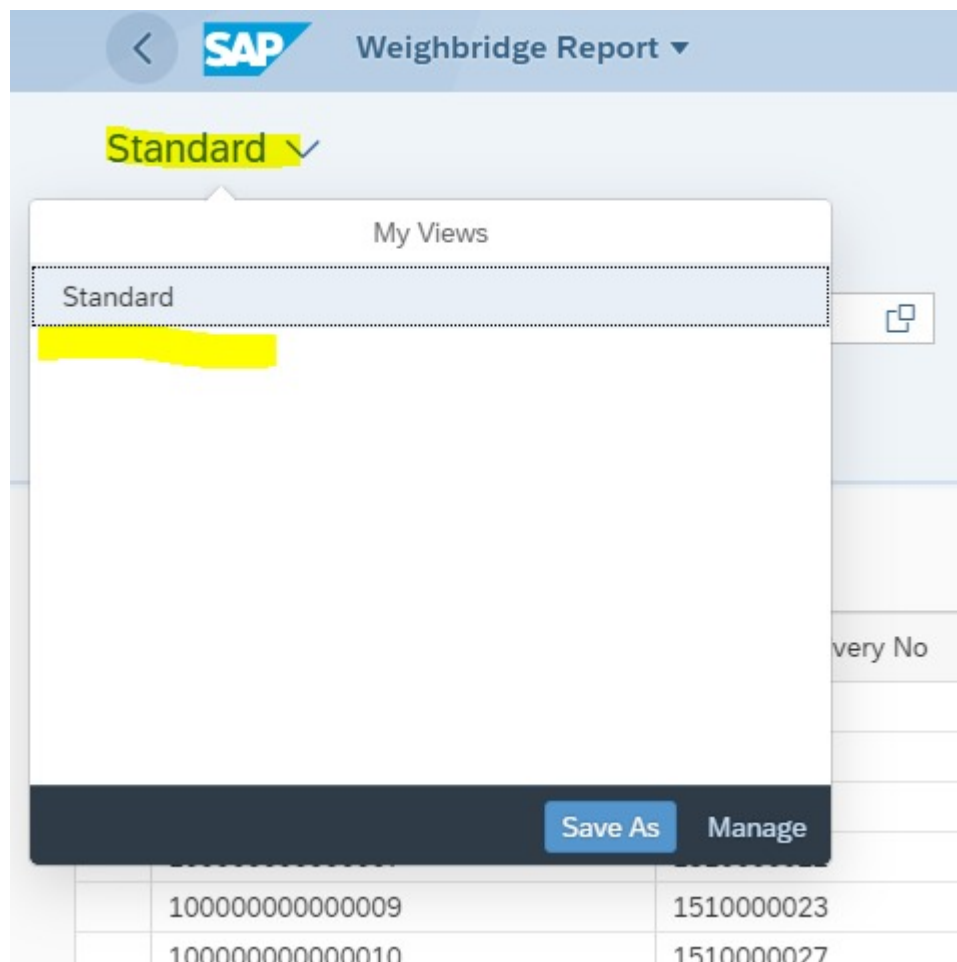 SAP Weighbridge Report
Standard
My Views
Standard
very No
Save As Manage
100000000000009 1510000023
100000000000010 1510000027